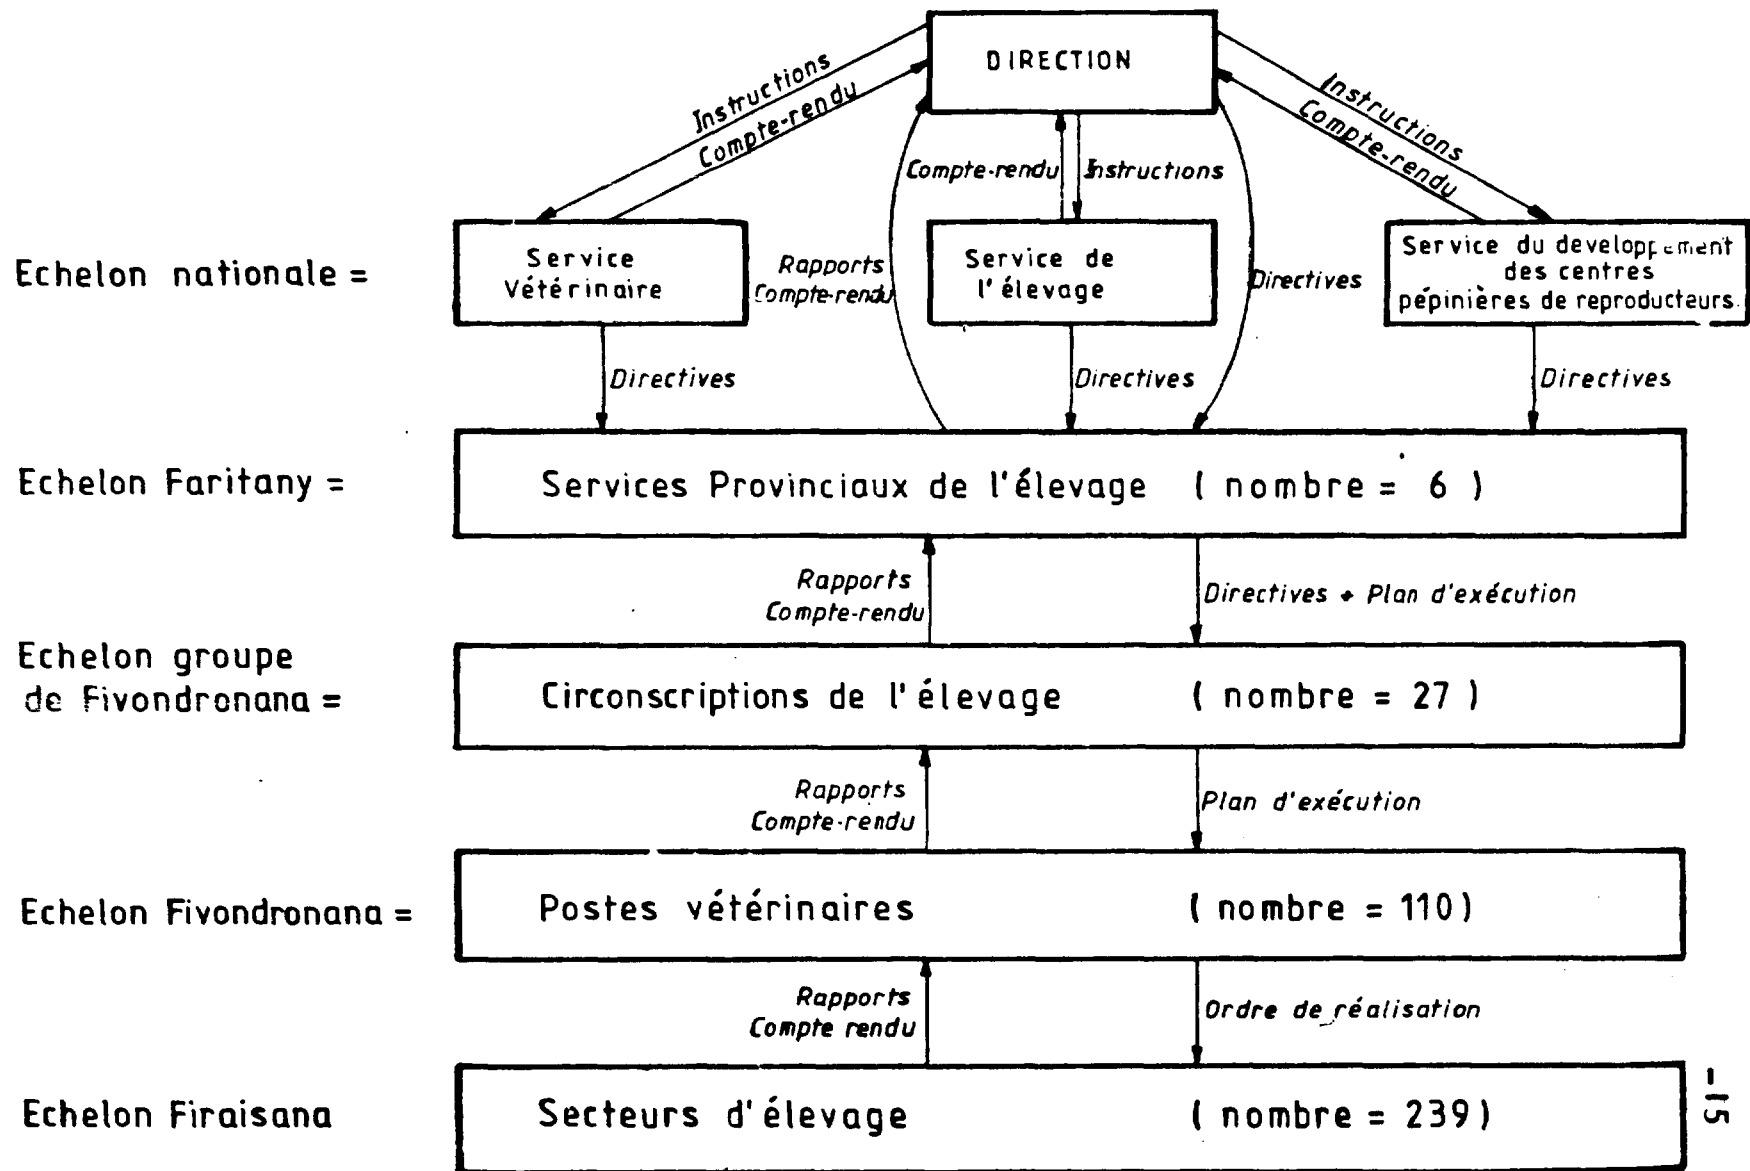 DIRECTION
Instructions
Compte-rendu
Compte-rendu
Instructions
Instructions
Compte-rendu
Echelon nationale =
Service
Vétérinaire
Rapports
Compte-rendu
Service de
l'élevage
Directives
Service du developpement
des centres
pépinières de reproducteurs.
Directives
Directives
Directives
Echelon Faritany =
Services Provinciaux de l'élevage ( nombre = 6 )
Rapports
Compte-rendu
Directives + Plan d'exécution
Echelon groupe
de Fivondronana =
Circonscriptions de l'élevage ( nombre = 27 )
Rapports
Compte-rendu
Plan d'exécution
Echelon Fivondronana =
Postes vétérinaires ( nombre = 110 )
Rapports
Compte rendu
Ordre de réalisation
Echelon Firaisana
Secteurs d'élevage ( nombre = 239 )
-15